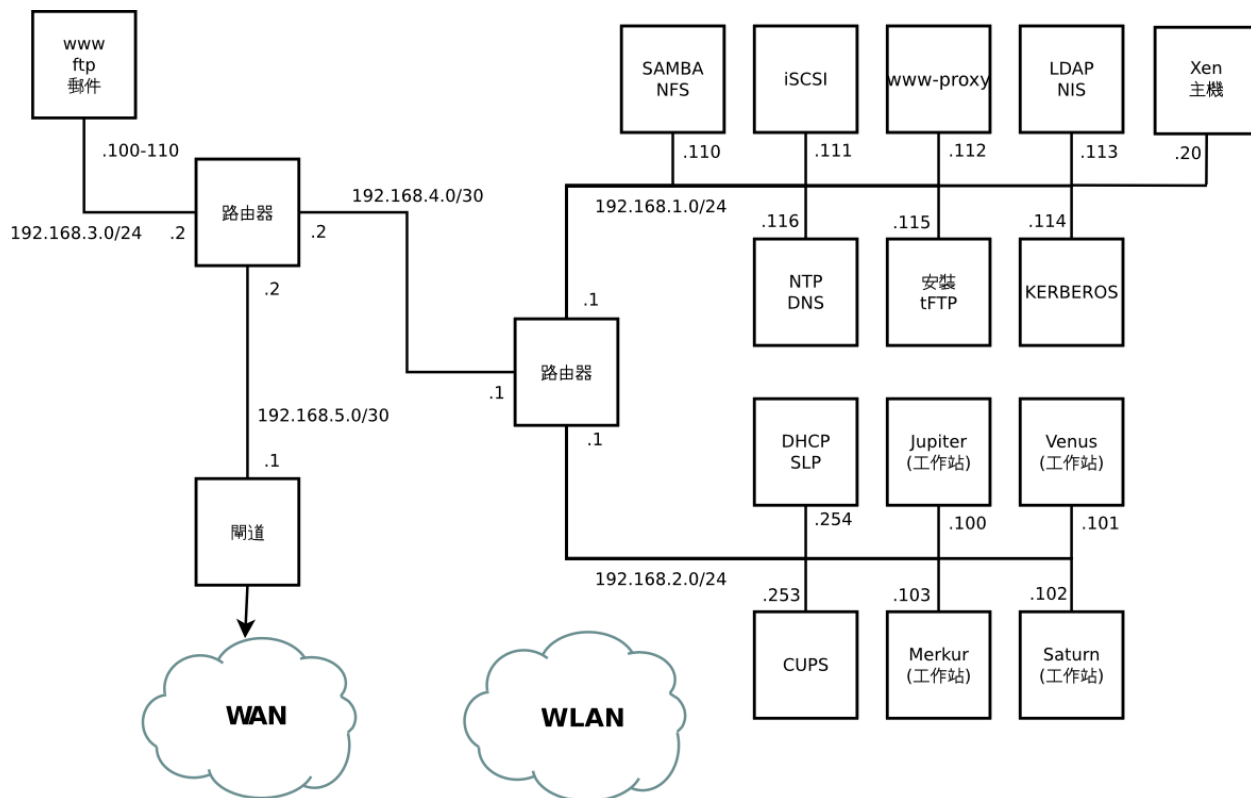 www
ftp
郵件
.100-110
192.168.3.0/24
.2
路由器
.2
.2
192.168.4.0/30
192.168.5.0/30
.1
閘道
WAN
WLAN
.1
路由器
.1
.1
SAMBA
NFS
.110
iSCSI
.111
www-proxy
.112
LDAP
NIS
.113
Xen
主機
.20
192.168.1.0/24
.116
NTP
DNS
.115
安裝
tFTP
.114
KERBEROS
DHCP
SLP
.254
Jupiter
(工作站)
.100
Venus
(工作站)
.101
192.168.2.0/24
.253
CUPS
.103
Merkur
(工作站)
.102
Saturn
(工作站)